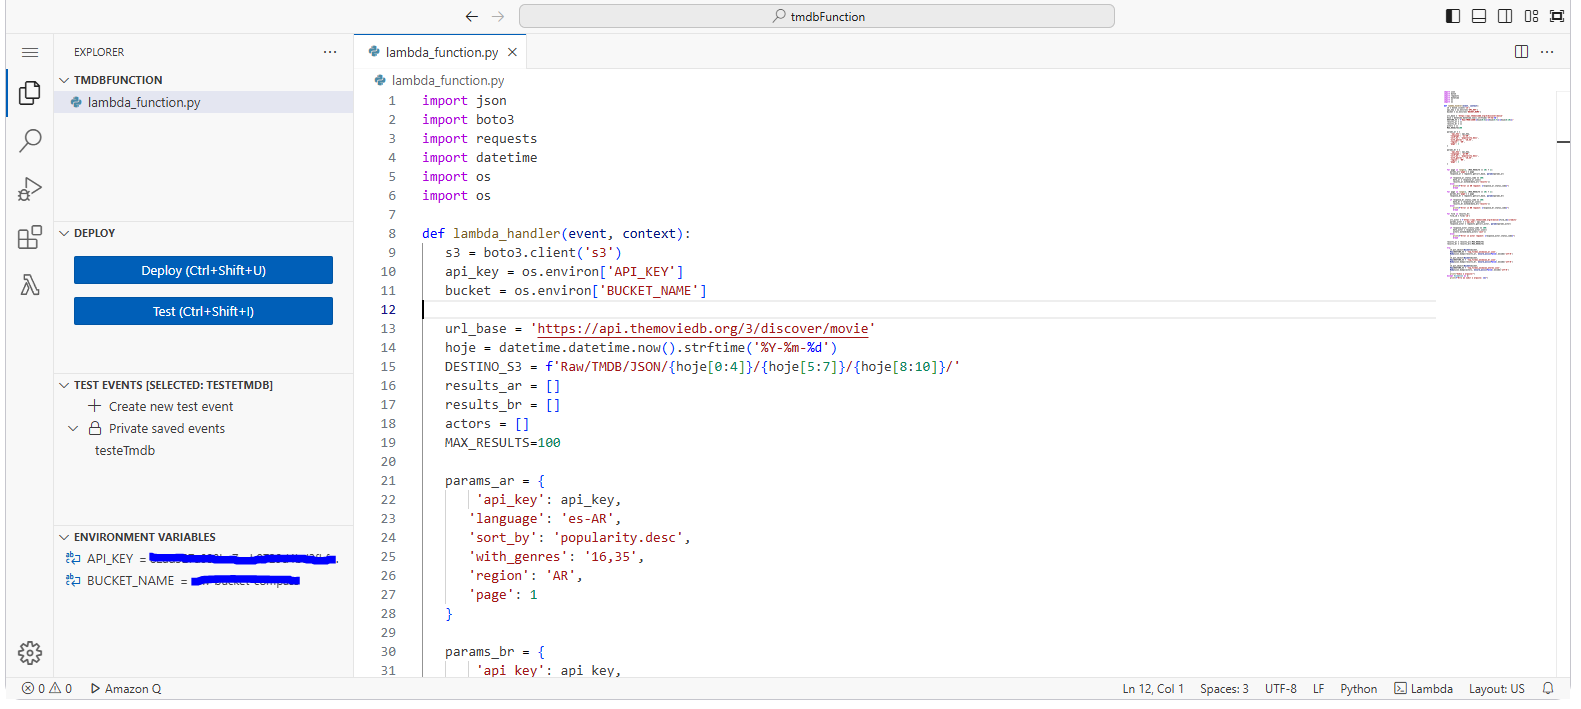 tmdbFunction
EXPLORER
TMDBFUNCTION
lambda_function.py
DEPLOY
Deploy (Ctrl+Shift+U)
Test (Ctrl+Shift+I)
TEST EVENTS [SELECTED: TESTETMDB]
Create new test event
Private saved events
testeTmdb
ENVIRONMENT VARIABLES
API_KEY =
BUCKET_NAME =
lambda_function.py
lambda_function.py
1 import json
2 import boto3
3 import requests
4 import datetime
5 import os
6 import os
7
8 def lambda_handler(event, context):
9 s3 = boto3.client('s3')
10 api_key = os.environ['API_KEY']
11 bucket = os.environ['BUCKET_NAME']
12
13 url_base = 'https://api.themoviedb.org/3/discover/movie'
14 hoje = datetime.datetime.now().strftime('%Y-%m-%d')
15 DESTINO_S3 = f'Raw/TMDB/JSON/{hoje[0:4]}/{hoje[5:7]}/{hoje[8:10]}/'
16 results_ar = []
17 results_br = []
18 actors = []
19 MAX_RESULTS=100
20
21 params_ar = {
22 'api_key': api_key,
23 'language': 'es-AR',
24 'sort_by': 'popularity.desc',
25 'with_genres': '16,35',
26 'region': 'AR',
27 'page': 1
28 }
29
30 params_br = {
31 'api_key': api_key,
0 0 Amazon Q
Ln 12, Col 1 Spaces: 3 UTF-8 LF Python Lambda Layout: US